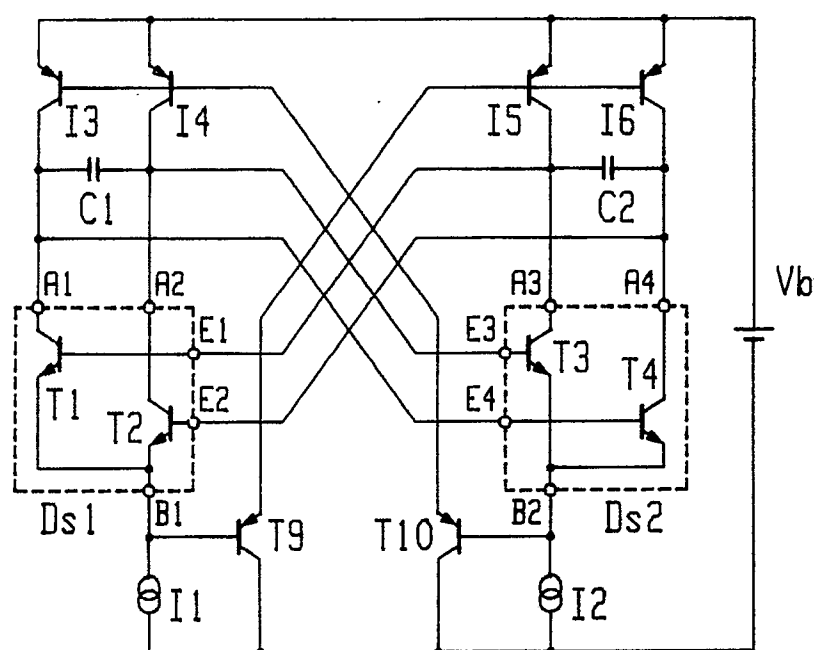 I3 I4 I5 I6
C1 C2
Vb
A1 A2 A3 A4
E1 E3
T1 T3
E2 E4 T4
T2
B1 B2
Ds1 T9 T10 Ds2
I1 I2